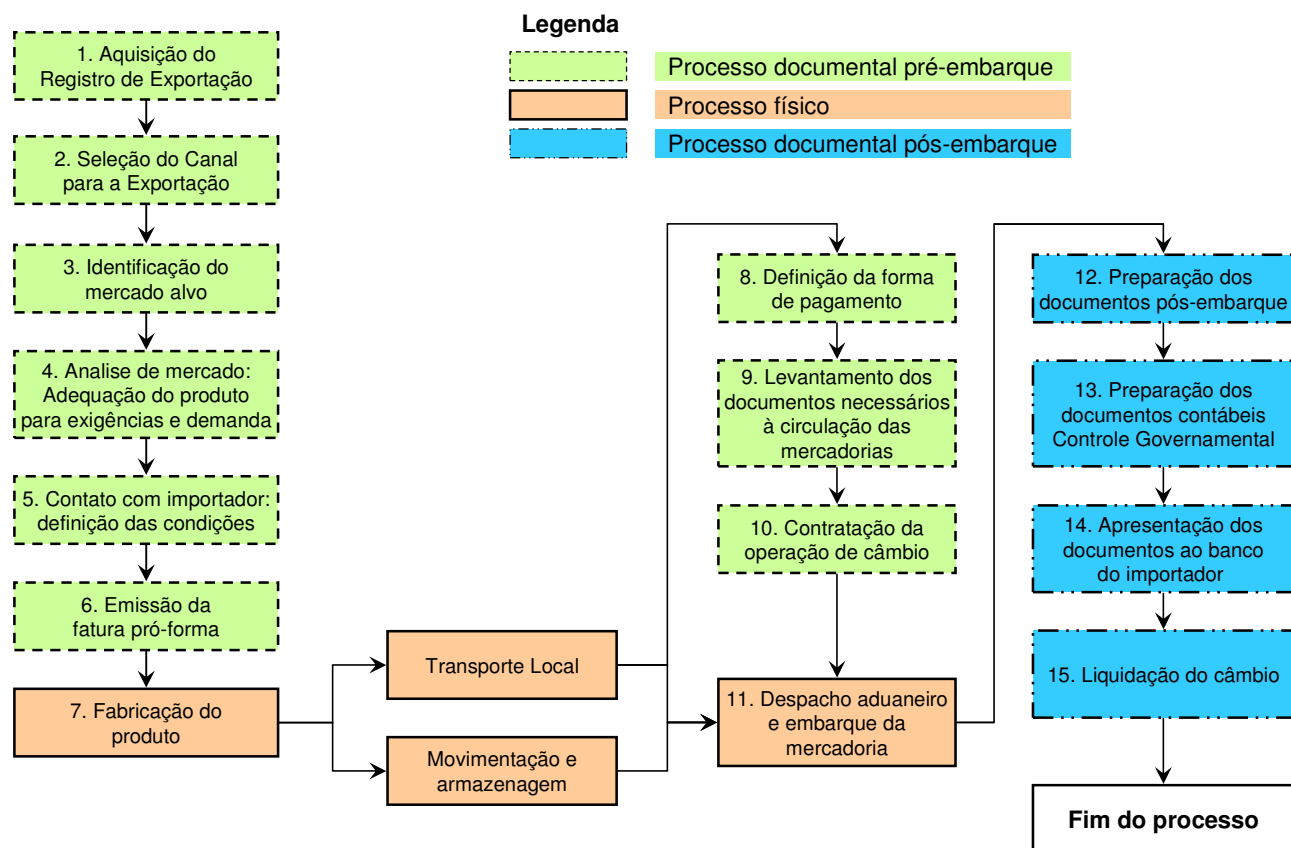 Legenda
Processo documental pré-embarque
Processo físico
Processo documental pós-embarque
1. Aquisição do
Registro de Exportação
2. Seleção do Canal
para a Exportação
3. Identificação do
mercado alvo
4. Analise de mercado:
Adequação do produto
para exigências e demanda
5. Contato com importador:
definição das condições
6. Emissão da
fatura pró-forma
7. Fabricação do
produto
Transporte Local
Movimentação e
armazenagem
8. Definição da forma
de pagamento
9. Levantamento dos
documentos necessários
à circulação das
mercadorias
10. Contratação da
operação de câmbio
11. Despacho aduaneiro
e embarque da
mercadoria
12. Preparação dos
documentos pós-embarque
13. Preparação dos
documentos contábeis
Controle Governamental
14. Apresentação dos
documentos ao banco
do importador
15. Liquidação do câmbio
Fim do processo